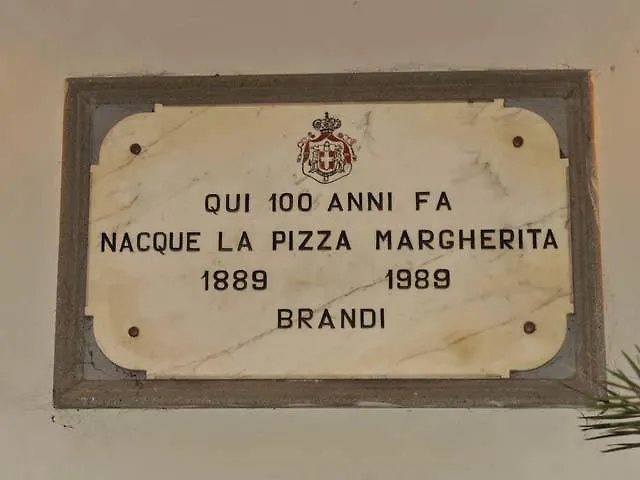 QUI 100 ANNI FA
NACQUE LA PIZZA MARGHERITA
1889 1989
BRANDI